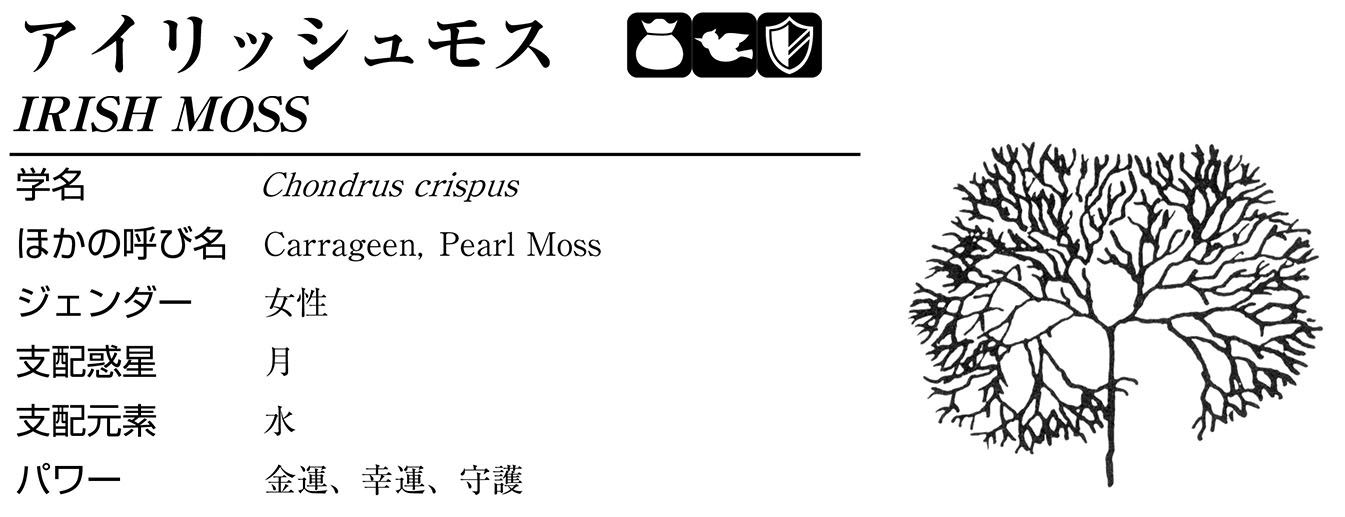 アイリッシュモス
IRISH MOSS
学名 Chondrus crispus
ほかの呼び名 Carrageen, Pearl Moss
ジェンダー 女性
支配惑星 月
支配元素 水
パワー 金運、幸運、守護